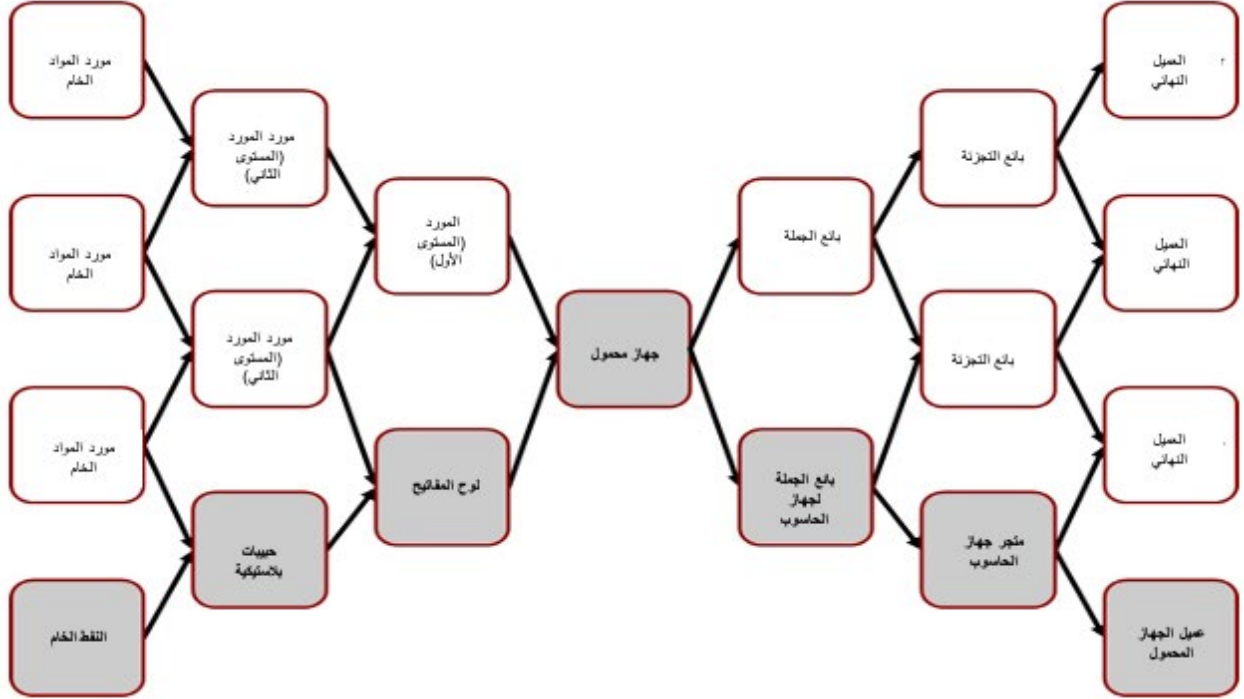 مورد المواد
الخام
مورد المواد
الخام
مورد المواد
الخام
النفط الخام
مورد المورد
(المستوى
الثاني)
مورد المورد
(المستوى
الثاني)
حبيبات
بلاستيكية
المورد
(المستوى
الأول)
لوح المفاتيح
جهاز محمول
بائع الجملة
بائع الجملة
لجهاز
الحاسوب
بائع التجزئة
بائع التجزئة
متجر جهاز
الحاسوب
العميل
النهائي
العميل
النهائي
العميل
النهائي
عميل الجهاز
المحمول